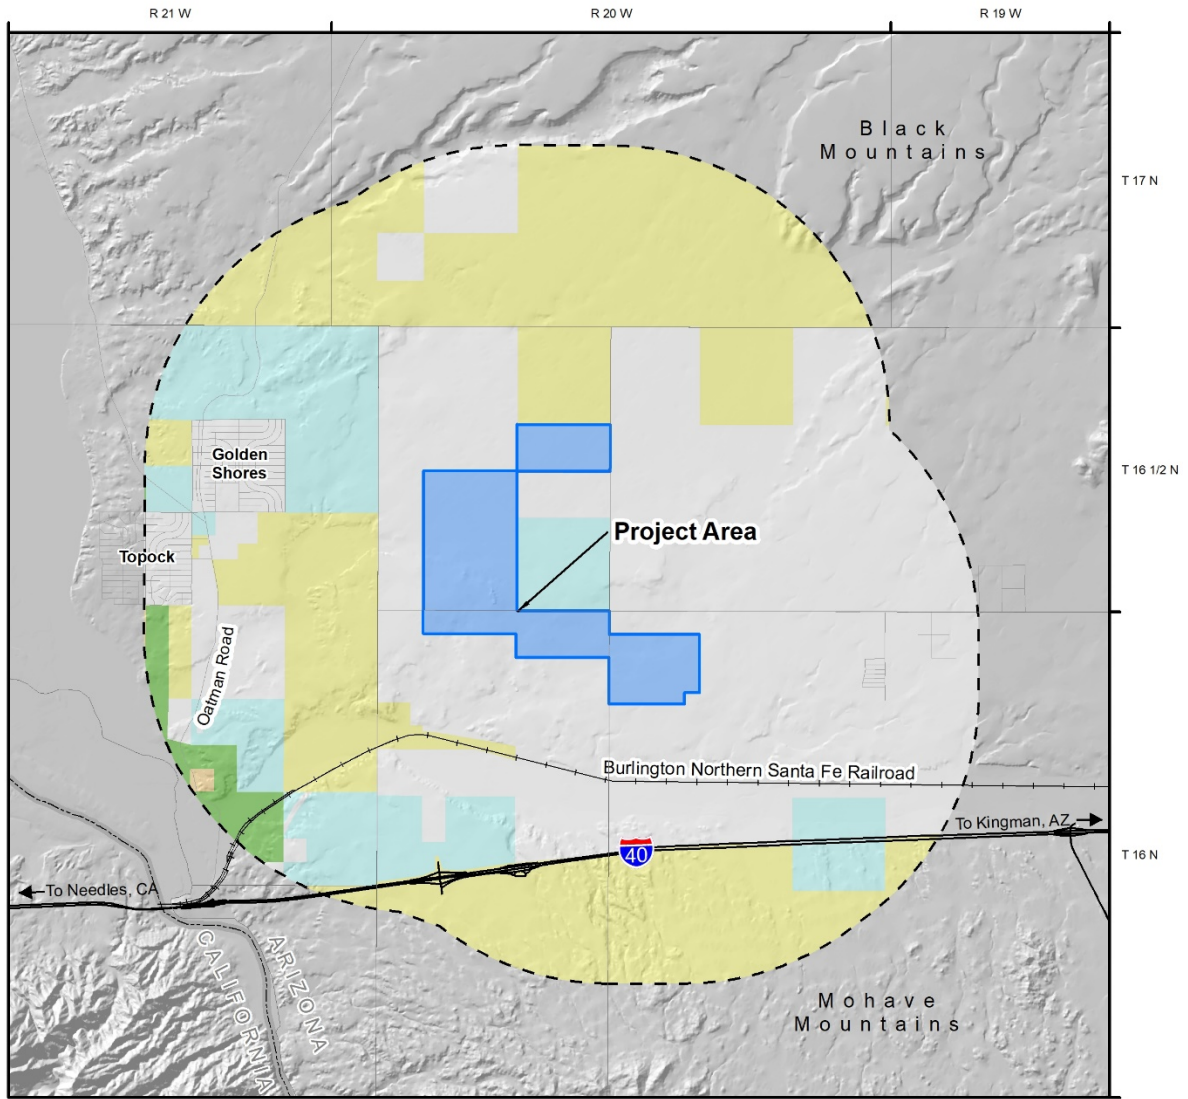 R 21 W
R 20 W
R 19 W
Black
Mountains
T 17 N
Golden
Shores
T 16 1/2 N
Project Area
Topock
Oatman Road
Burlington Northern Santa Fe Railroad
To Kingman, AZ
40
T 16 N
To Needles, CA
CALIFORNIA
ARIZONA
Mohave
Mountains